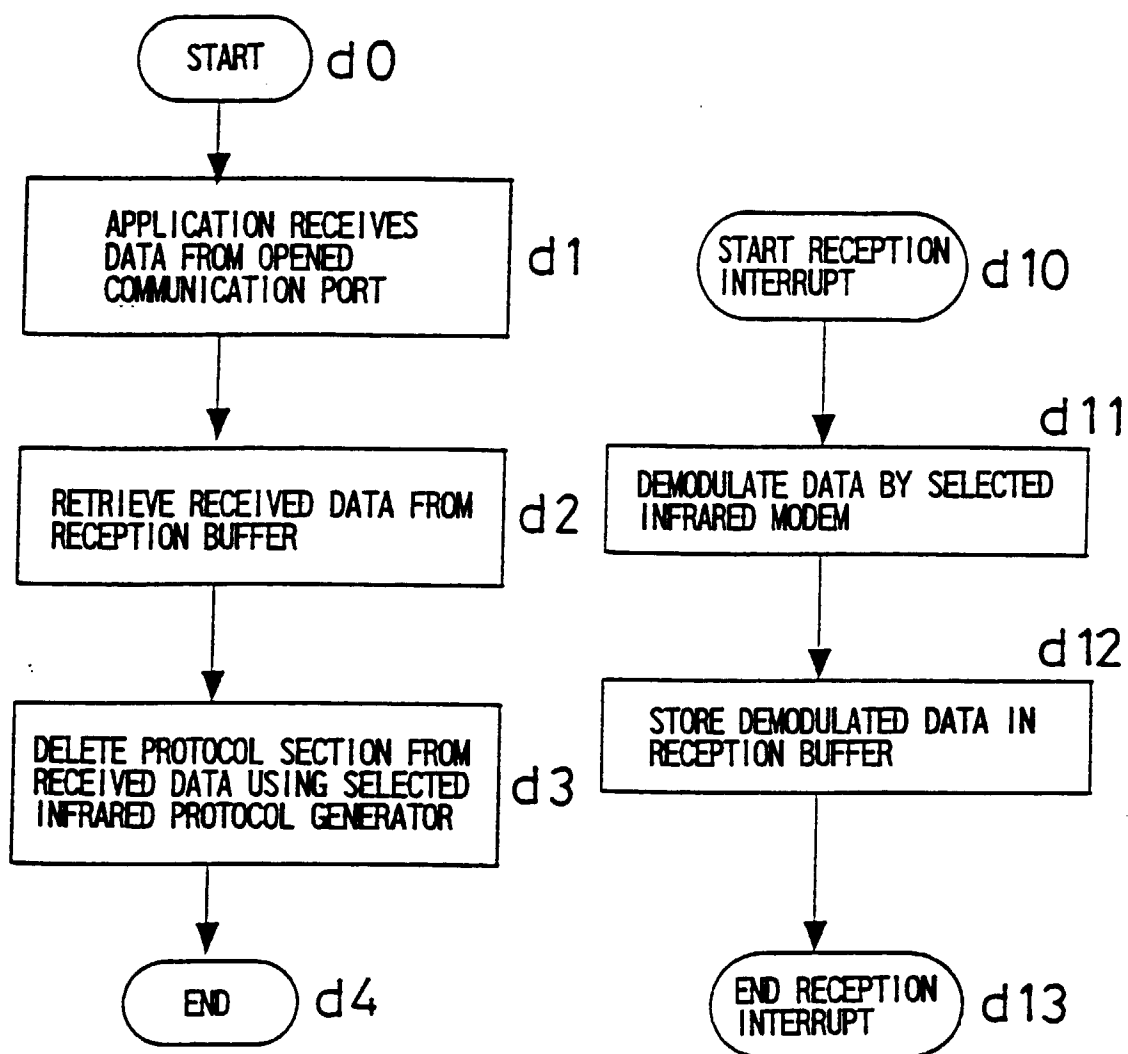 START
d0
APPLICATION RECEIVES
DATA FROM OPENED
COMMUNICATION PORT
d1
RETRIEVE RECEIVED DATA FROM
RECEPTION BUFFER
d2
DELETE PROTOCOL SECTION FROM
RECEIVED DATA USING SELECTED
INFRARED PROTOCOL GENERATOR
d3
END
d4
START RECEPTION
INTERRUPT
d10
d11
DEMODULATE DATA BY SELECTED
INFRARED MODEM
d12
STORE DEMODULATED DATA IN
RECEPTION BUFFER
END RECEPTION
INTERRUPT
d13